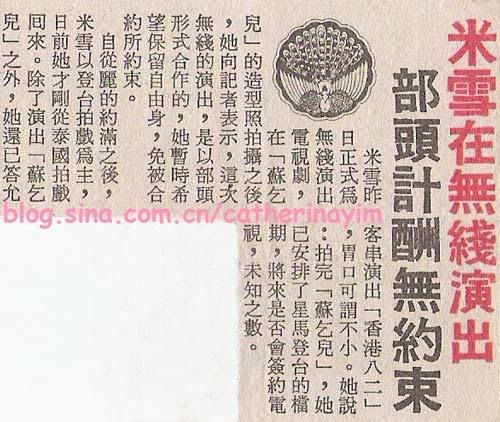 米雪在無綫演出
部頭計酬無約束
米雪昨
日正式為
無綫演出
電視劇，
在「蘇乞
兒」的造型照拍攝之後
，她向記者表示，這次
無綫的演出，是以部頭
形式合作的，她暫時希
望保留自由身，免被合
約所約束。
自從麗的約滿之後，
米雪以登台拍戲為主，
日前她才剛從泰國拍戲
回來。除了演出「蘇乞
兒」之外，她還已答允
客串演出「香港八二」
，胃口可謂不小。她說
：拍完「蘇乞兒」，她
已安排了星馬登台的檔
期，將來是否會簽約電
視，未知之數。
blog.sina.com.cn/catherinayim